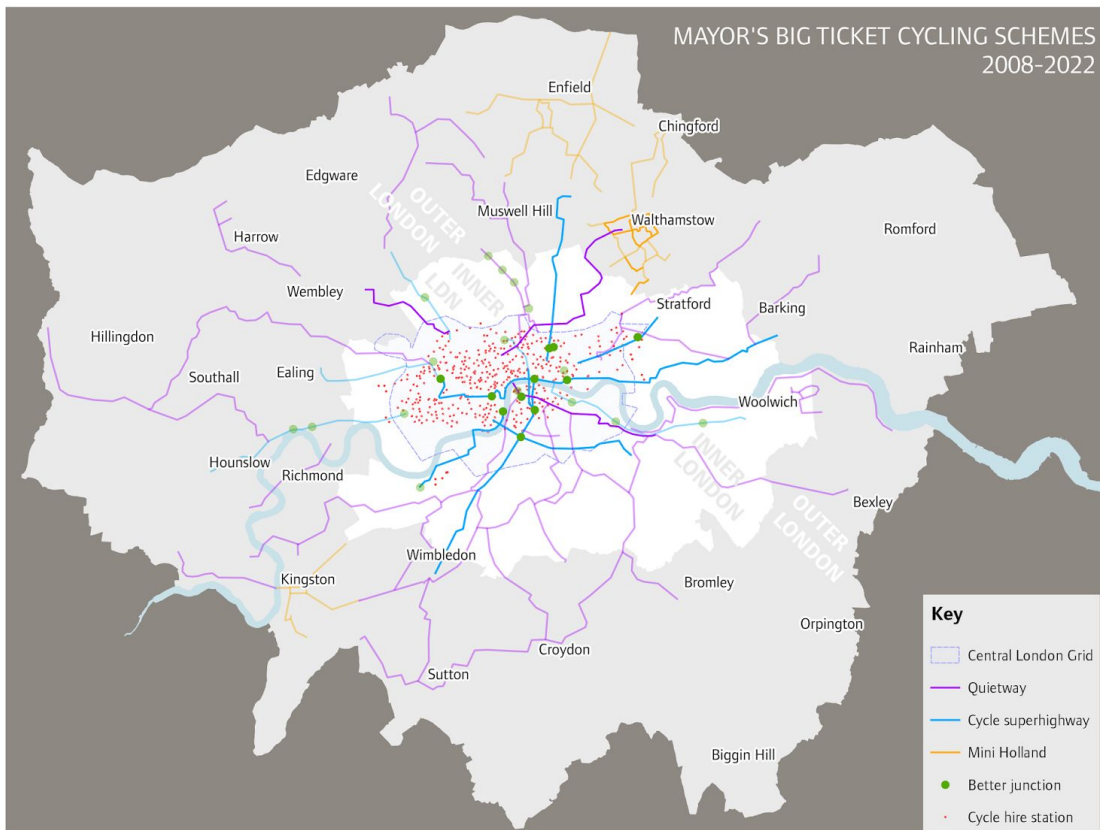 MAYOR'S BIG TICKET CYCLING SCHEMES
2008-2022
Enfield
Chingford
Edgware
OUTER
LONDON
Muswell Hill
Walthamstow
Romford
Harrow
INNER
LDN
Wembley
Stratford
Barking
Hillingdon
Rainham
Southall
Ealing
Woolwich
Hounslow
Richmond
INNER
LONDON
Bexley
OUTER
LONDON
Wimbledon
Kingston
Bromley
Orpington
Croydon
Sutton
Biggin Hill
Key
Central London Grid
Quietway
Cycle superhighway
Mini Holland
Better junction
Cycle hire station